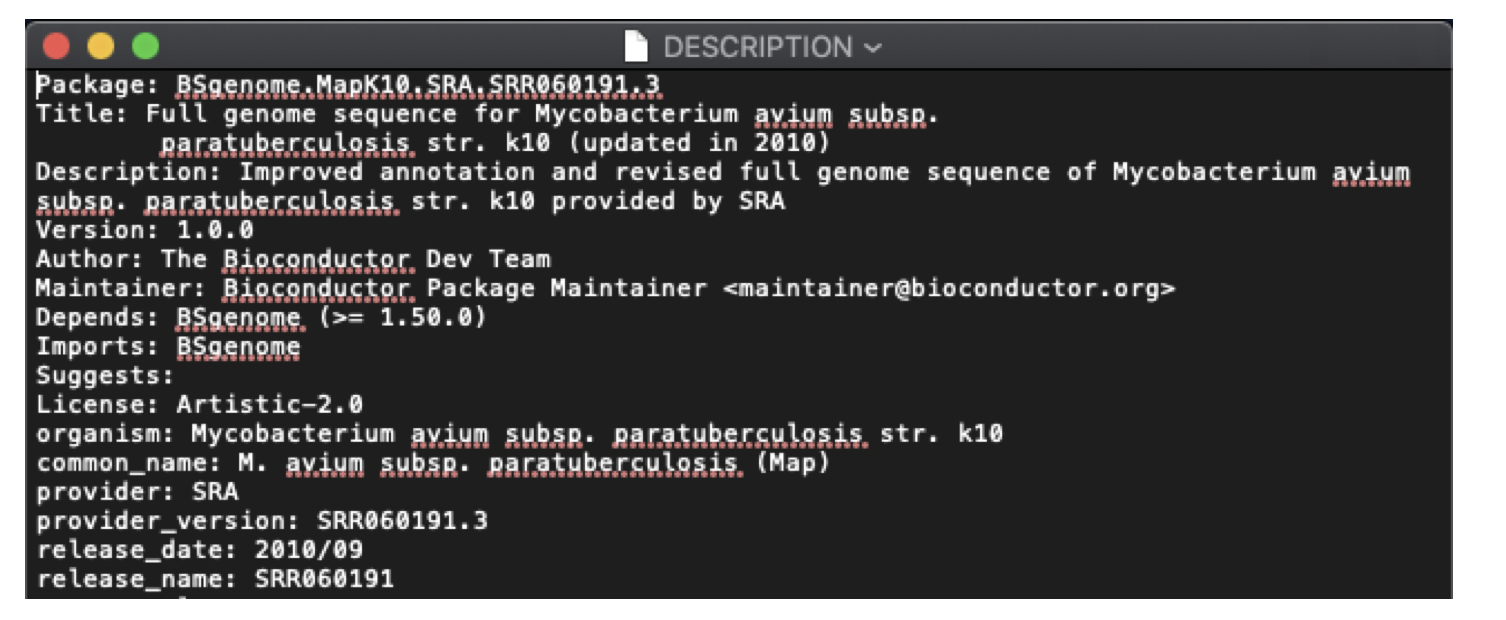 DESCRIPTION
Package: BSgenome.MapK10.SRA.SRR060191.3
Title: Full genome sequence for Mycobacterium avium subsp.
paratuberculosis str. k10 (updated in 2010)
Description: Improved annotation and revised full genome sequence of Mycobacterium avium
subsp. paratuberculosis str. k10 provided by SRA
Version: 1.0.0
Author: The Bioconductor Dev Team
Maintainer: Bioconductor Package Maintainer <maintainer@bioconductor.org>
Depends: BSgenome (>= 1.50.0)
Imports: BSgenome
Suggests:
License: Artistic-2.0
organism: Mycobacterium avium subsp. paratuberculosis str. k10
common_name: M. avium subsp. paratuberculosis (Map)
provider: SRA
provider_version: SRR060191.3
release_date: 2010/09
release_name: SRR060191